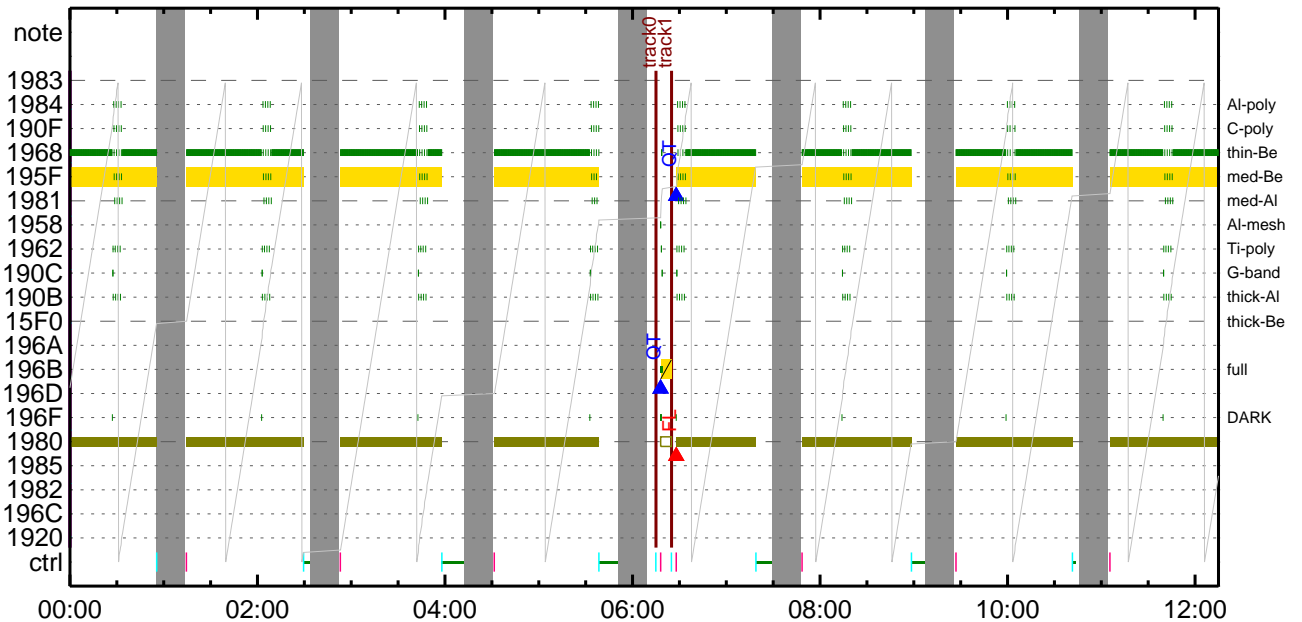 note
track0
track1
1983
1984 Al-poly
190F C-poly
1968 thin-Be
QT
195F med-Be
1981 med-Al
1958 Al-mesh
1962 Ti-poly
190C G-band
190B thick-Al
15F0 thick-Be
196A
QT
196B full
196D
196F DARK
1980
1985
1982
196C
1920
ctrl
00:00 02:00 04:00 06:00 08:00 10:00 12:00